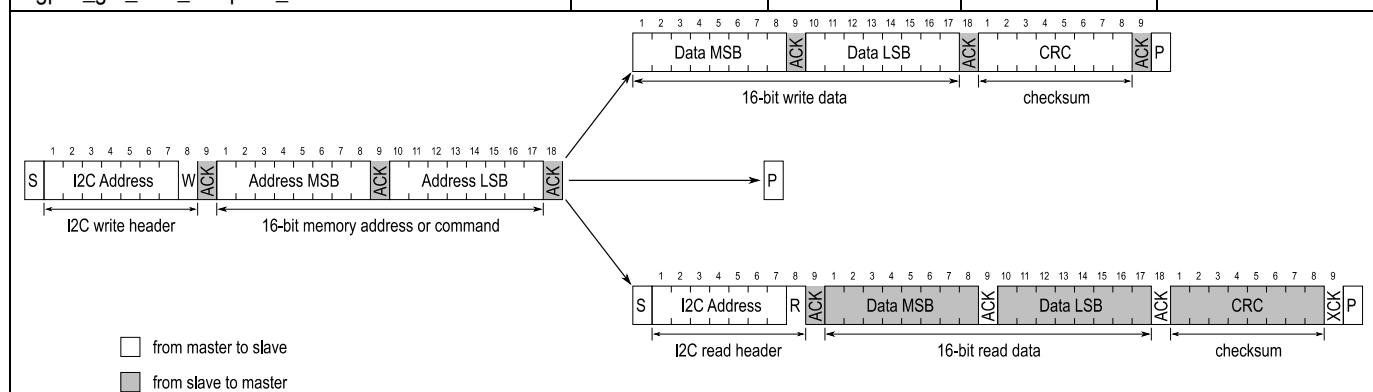 1 2 3 4 5 6 7 8 9 10 11 12 13 14 15 16 17 18 1 2 3 4 5 6 7 8 9
Data MSB ACK Data LSB ACK CRC ACK P
16-bit write data checksum
1 2 3 4 5 6 7 8 9 1 2 3 4 5 6 7 8 9 10 11 12 13 14 15 16 17 18
S I2C Address W ACK Address MSB ACK Address LSB ACK P
I2C write header 16-bit memory address or command
1 2 3 4 5 6 7 8 9 1 2 3 4 5 6 7 8 9 10 11 12 13 14 15 16 17 18 1 2 3 4 5 6 7 8 9
S I2C Address R ACK Data MSB ACK Data LSB ACK CRC XCK P
I2C read header 16-bit read data checksum
from master to slave
from slave to master